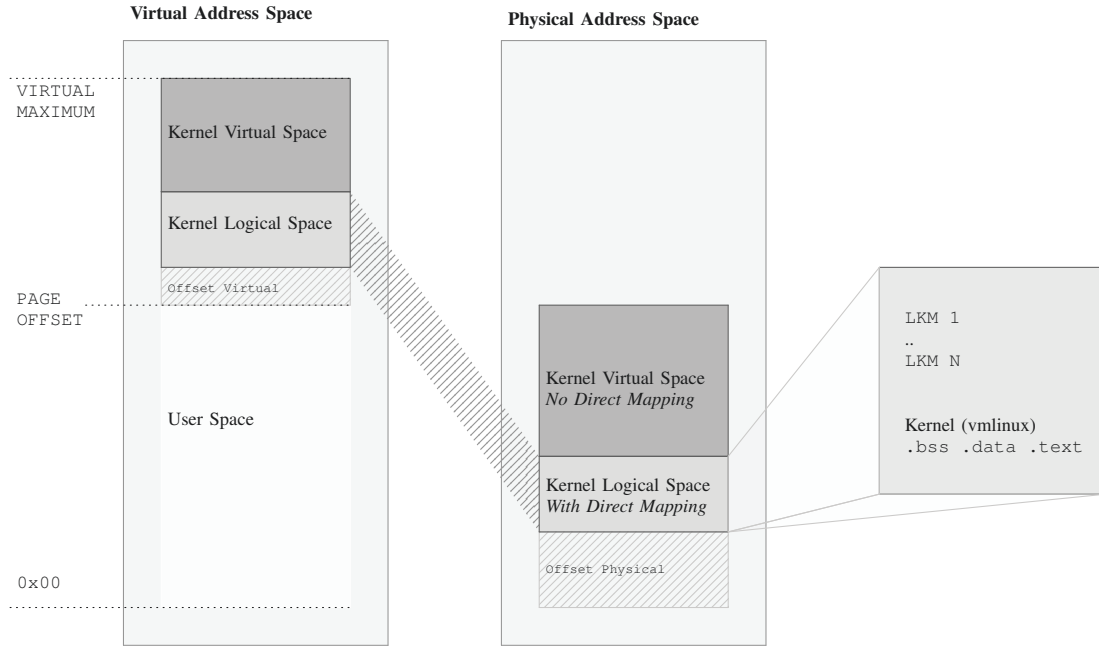 Virtual Address Space
VIRTUAL
MAXIMUM
Kernel Virtual Space
Kernel Logical Space
Offset Virtual
PAGE
OFFSET
User Space
0x00
Physical Address Space
Kernel Virtual Space
No Direct Mapping
Kernel Logical Space
With Direct Mapping
Offset Physical
LKM 1
..
LKM N
Kernel (vmlinux)
.bss .data .text